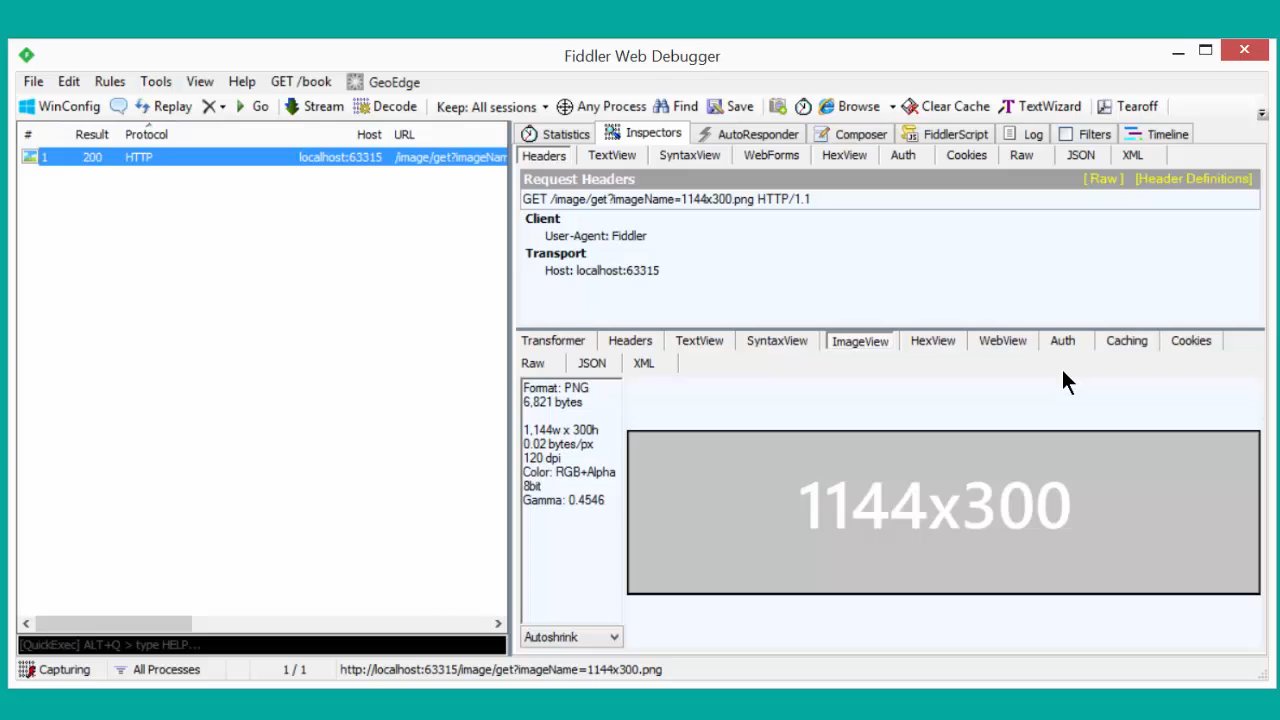 Fiddler Web Debugger
File Edit Rules Tools View Help GET /book GeoEdge
WinConfig Replay Go Stream Decode Keep: All sessions Any Process Find Save Browse Clear Cache TextWizard Tearoff
# Result Protocol Host URL
1 200 HTTP localhost:63315 /image/get?imageNam
Statistics Inspectors AutoResponder Composer FiddlerScript Log Filters Timeline
Headers TextView SyntaxView WebForms HexView Auth Cookies Raw JSON XML
Request Headers [ Raw ] [Header Definitions]
GET /image/get?imageName=1144x300.png HTTP/1.1
Client
User-Agent: Fiddler
Transport
Host: localhost:63315
Transformer Headers TextView SyntaxView ImageView HexView WebView Auth Caching Cookies
Raw JSON XML
Format: PNG
6,821 bytes
1,144w x 300h
0.02 bytes/px
120 dpi
Color: RGB+Alpha
8bit
Gamma: 0.4546
1144x300
Autoshrink
[QuickExec] ALT+Q > type HELP...
Capturing All Processes 1 / 1 http://localhost:63315/image/get?imageName=1144x300.png